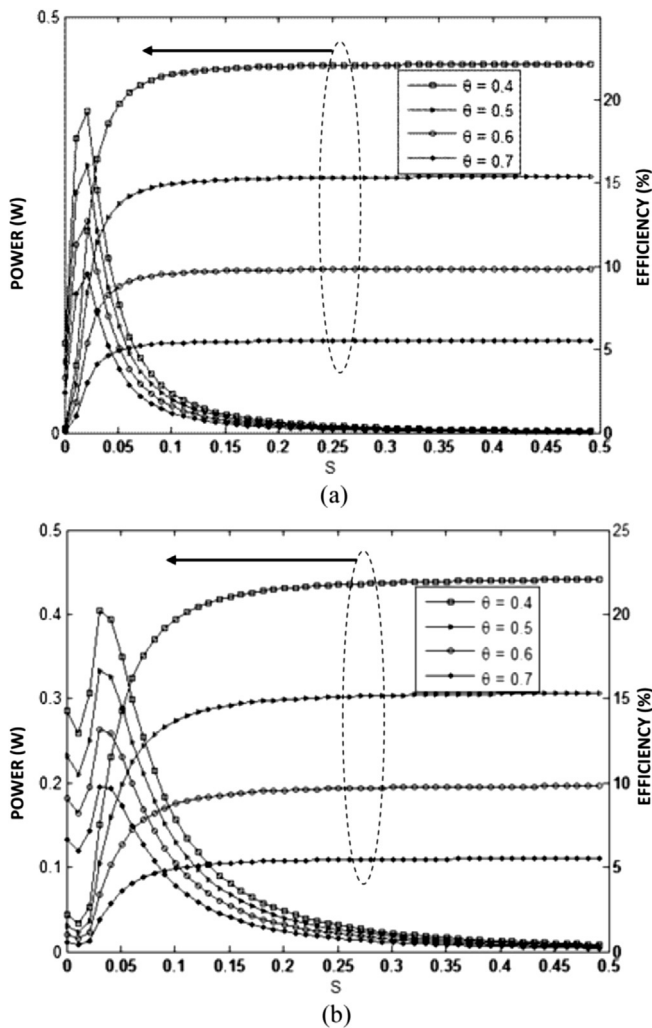 0.5
20
15
10
5
0
0
POWER (W)
EFFICIENCY (%)
θ = 0.4
θ = 0.5
θ = 0.6
θ = 0.7
0 0.05 0.1 0.15 0.2 0.25 0.3 0.35 0.4 0.45 0.5
S
(a)
0.5
0.4
0.3
0.2
0.1
0
25
20
15
10
5
0
POWER (W)
EFFICIENCY (%)
θ = 0.4
θ = 0.5
θ = 0.6
θ = 0.7
0 0.05 0.1 0.15 0.2 0.25 0.3 0.35 0.4 0.45 0.5
S
(b)